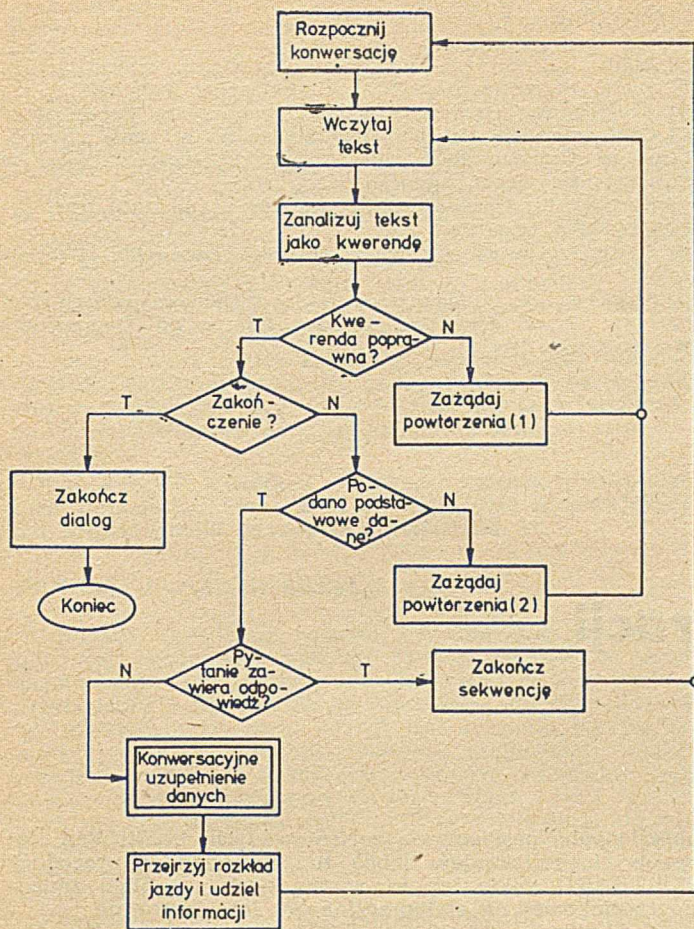 Rozpocznij
konwersację
Wczytaj
tekst
Zanalizuj tekst
jako kwerendę
T
Kwe-
renda popra-
wna?
N
T
Zakoń-
czenie?
N
Zażądaj
powtórzenia (1)
Zakończ
dialog
T
Po-
dano podsta-
wowe da-
ne?
N
Koniec
Zażądaj
powtórzenia (2)
N
Py-
tanie za-
wiera odpo-
wiedź?
T
Zakończ
sekwencję
Konwersacyjne
uzupełnienie
danych
Przejrzyj rozkład
jazdy i udziel
informacji